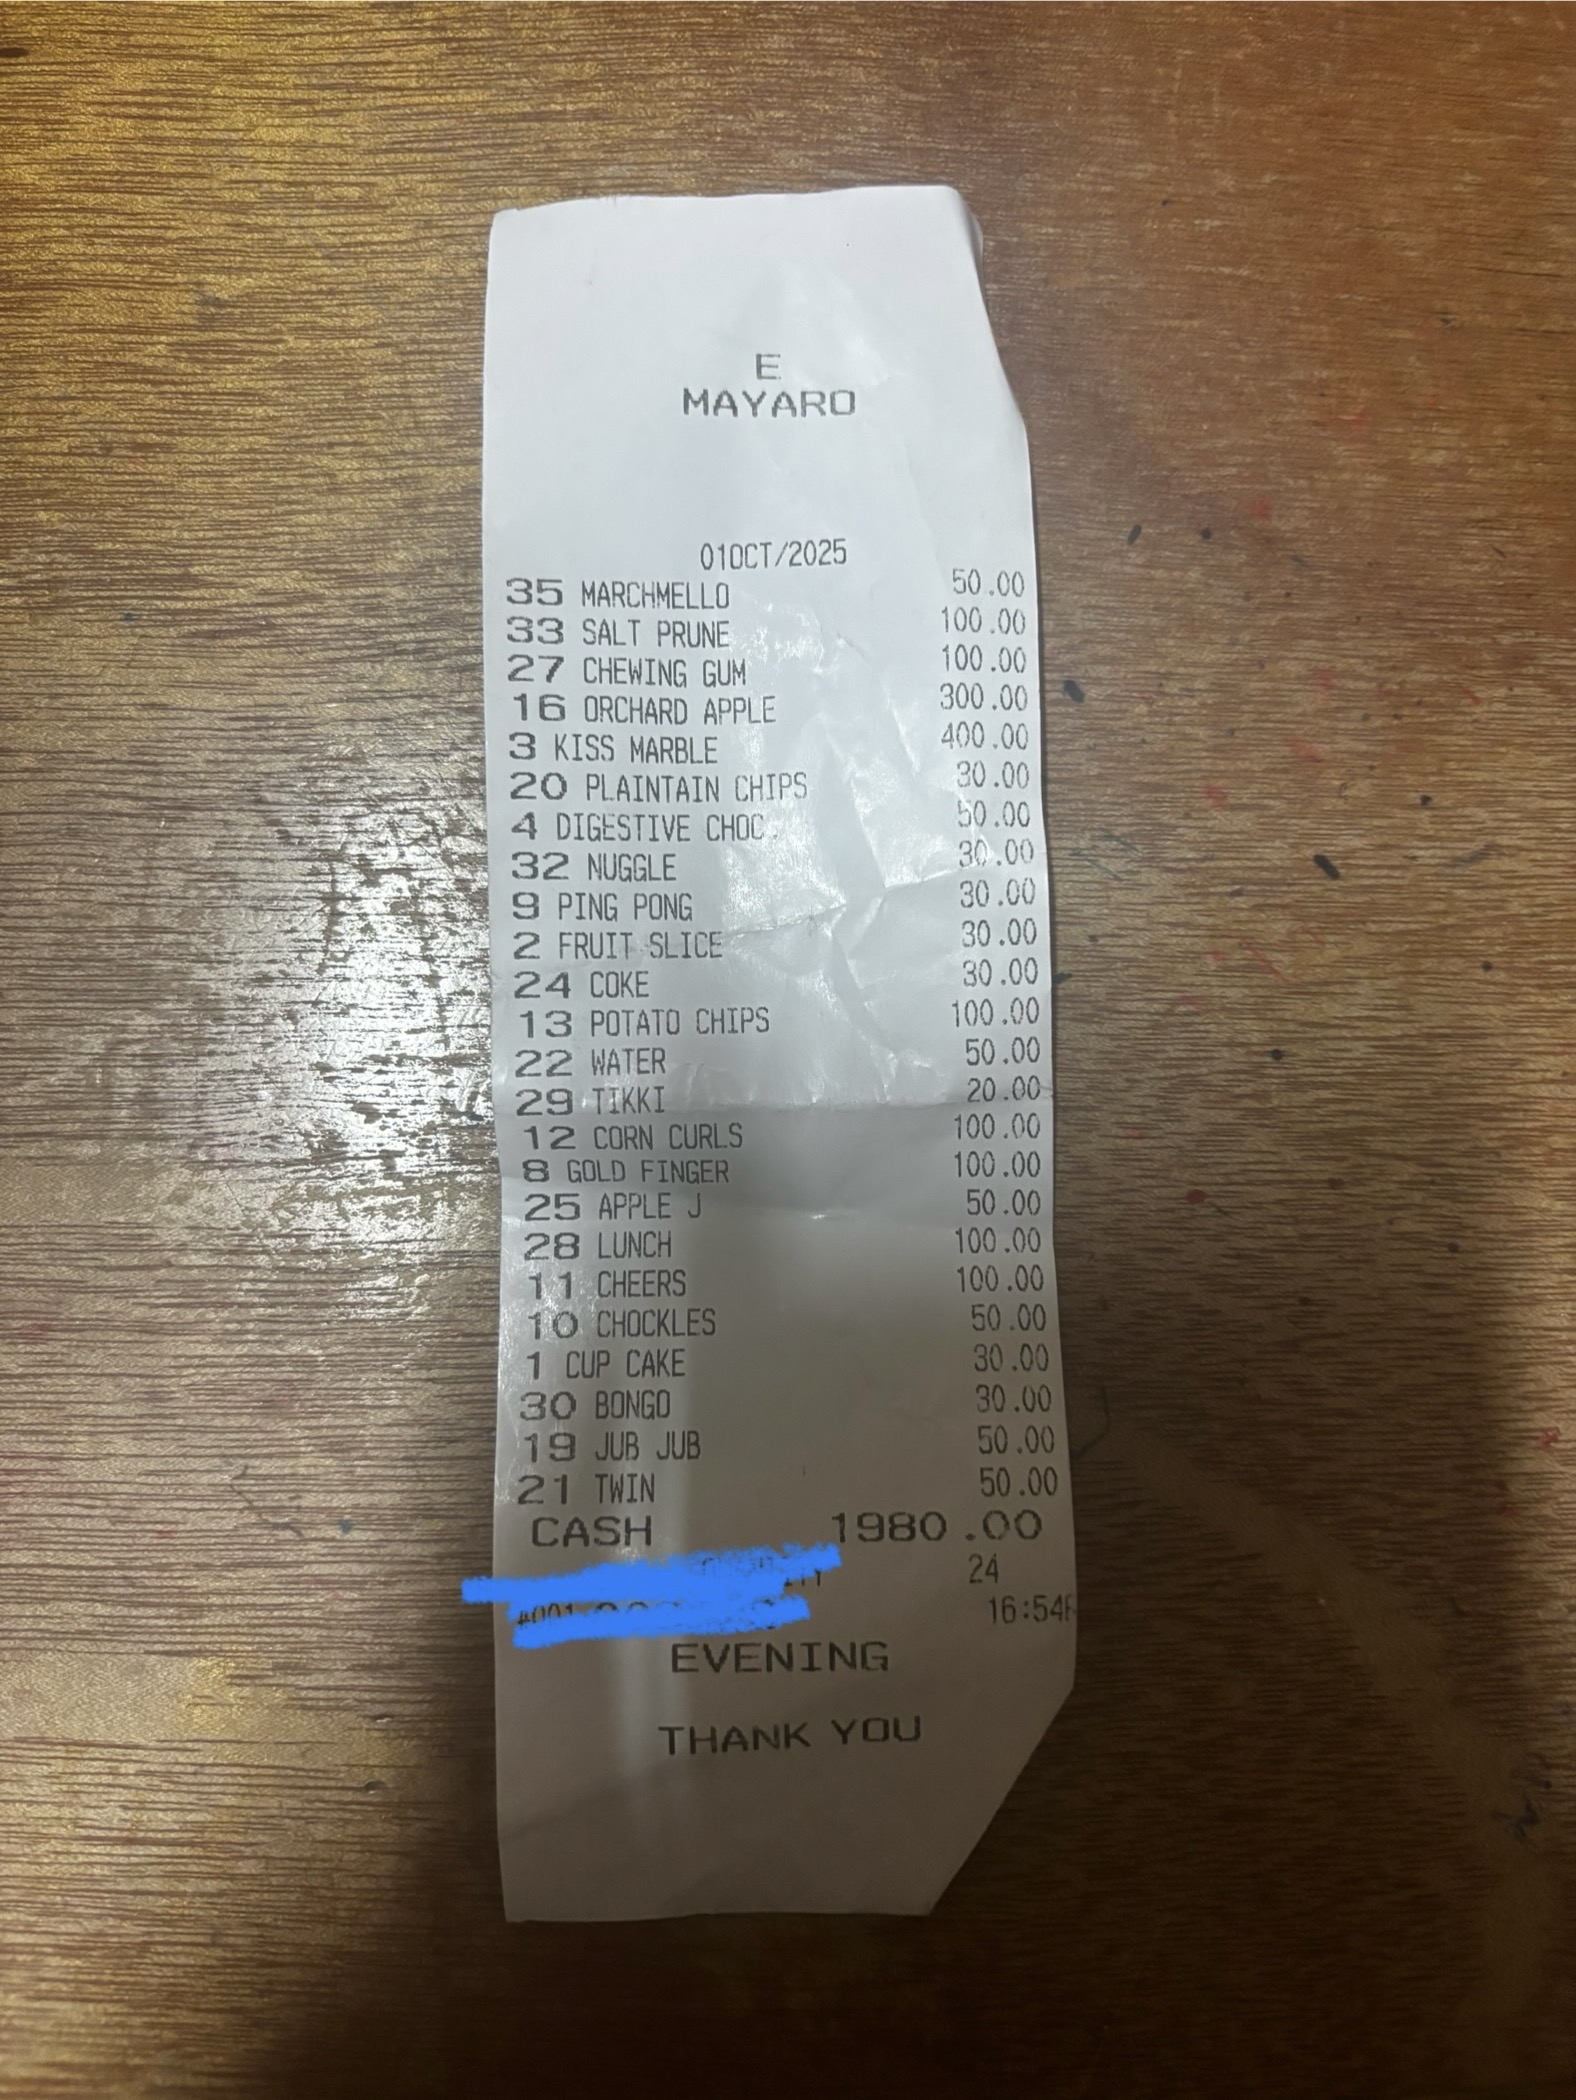 E
MAYARO
01OCT/2025
35 MARCHMELLO 50.00
33 SALT PRUNE 100.00
27 CHEWING GUM 100.00
16 ORCHARD APPLE 300.00
3 KISS MARBLE 400.00
20 PLAINTAIN CHIPS 30.00
4 DIGESTIVE CHOC. 50.00
32 NUGGLE 30.00
9 PING PONG 30.00
2 FRUIT SLICE 30.00
24 COKE 30.00
13 POTATO CHIPS 100.00
22 WATER 50.00
29 TIKKI 20.00
12 CORN CURLS 100.00
8 GOLD FINGER 100.00
25 APPLE J 50.00
28 LUNCH 100.00
11 CHEERS 100.00
10 CHOCKLES 50.00
1 CUP CAKE 30.00
30 BONGO 30.00
19 JUB JUB 50.00
21 TWIN 50.00
CASH 1980.00
24
16:54
EVENING
THANK YOU